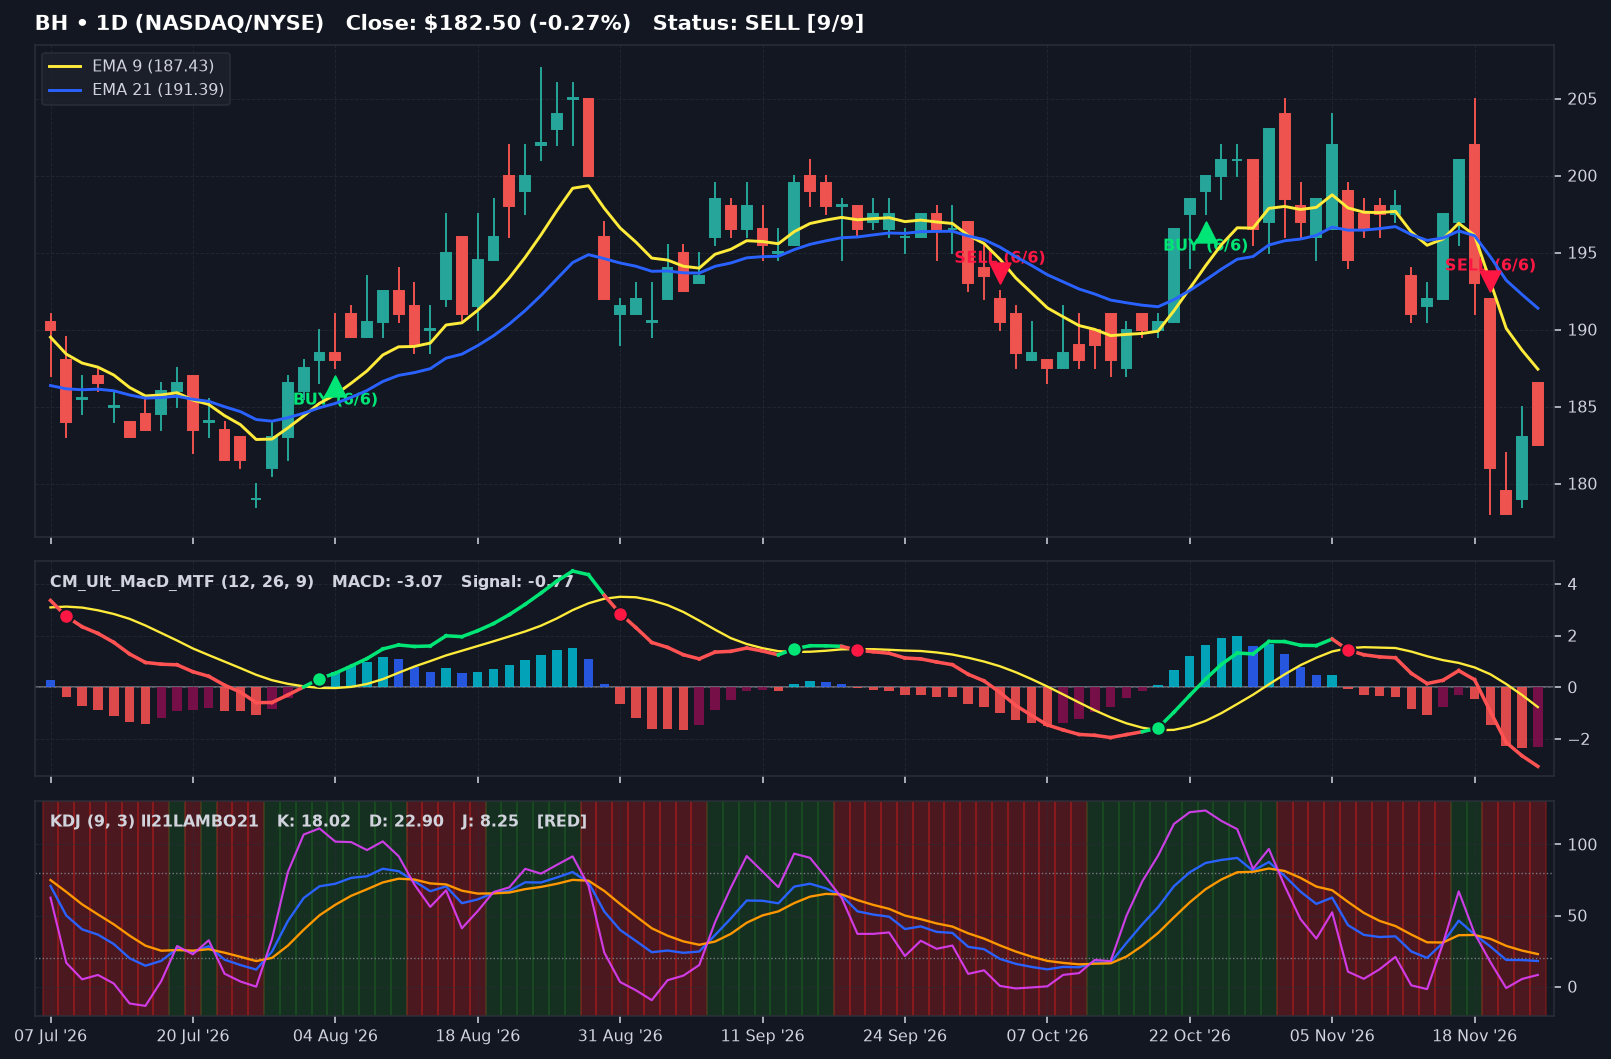 BH • 1D (NASDAQ/NYSE)   Close: $182.50 (-0.27%)   Status: SELL [9/9]
EMA 9 (187.43)
EMA 21 (191.39)
205
200
195
190
185
180
BUY (6/6)
SELL (6/6)
BUY (6/6)
SELL (6/6)
CM_Ult_MacD_MTF (12, 26, 9)   MACD: -3.07   Signal: -0.77
4
2
0
−2
KDJ (9, 3) II21LAMBO21   K: 18.02   D: 22.90   J: 8.25   [RED]
100
50
0
07 Jul '26   20 Jul '26   04 Aug '26   18 Aug '26   31 Aug '26   11 Sep '26   24 Sep '26   07 Oct '26   22 Oct '26   05 Nov '26   18 Nov '26